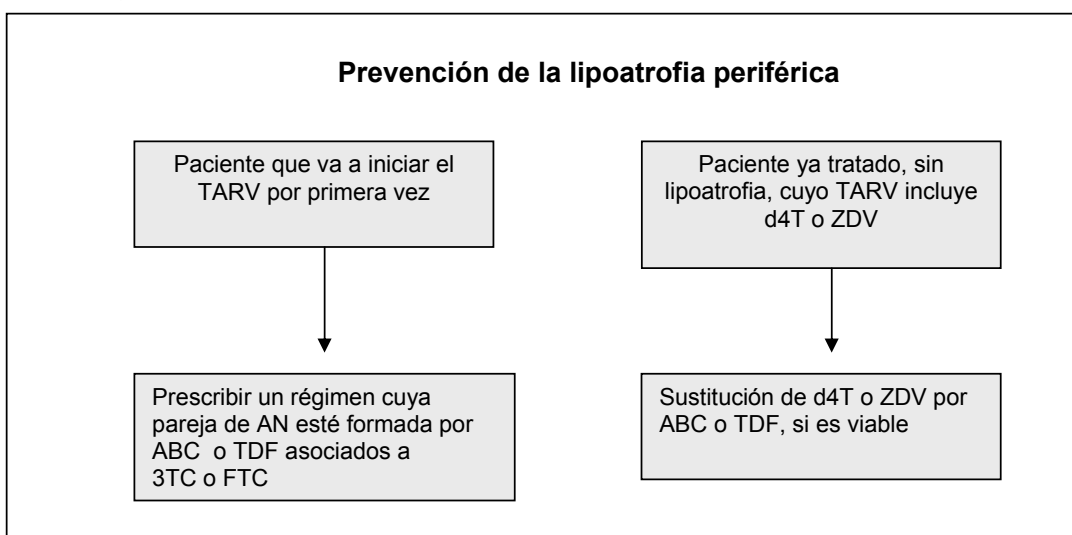 Prevención de la lipoatrofia periférica
Paciente que va a iniciar el
TARV por primera vez
Paciente ya tratado, sin
lipoatrofia, cuyo TARV incluye
d4T o ZDV
Prescribir un régimen cuya
pareja de AN esté formada por
ABC o TDF asociados a
3TC o FTC
Sustitución de d4T o ZDV por
ABC o TDF, si es viable